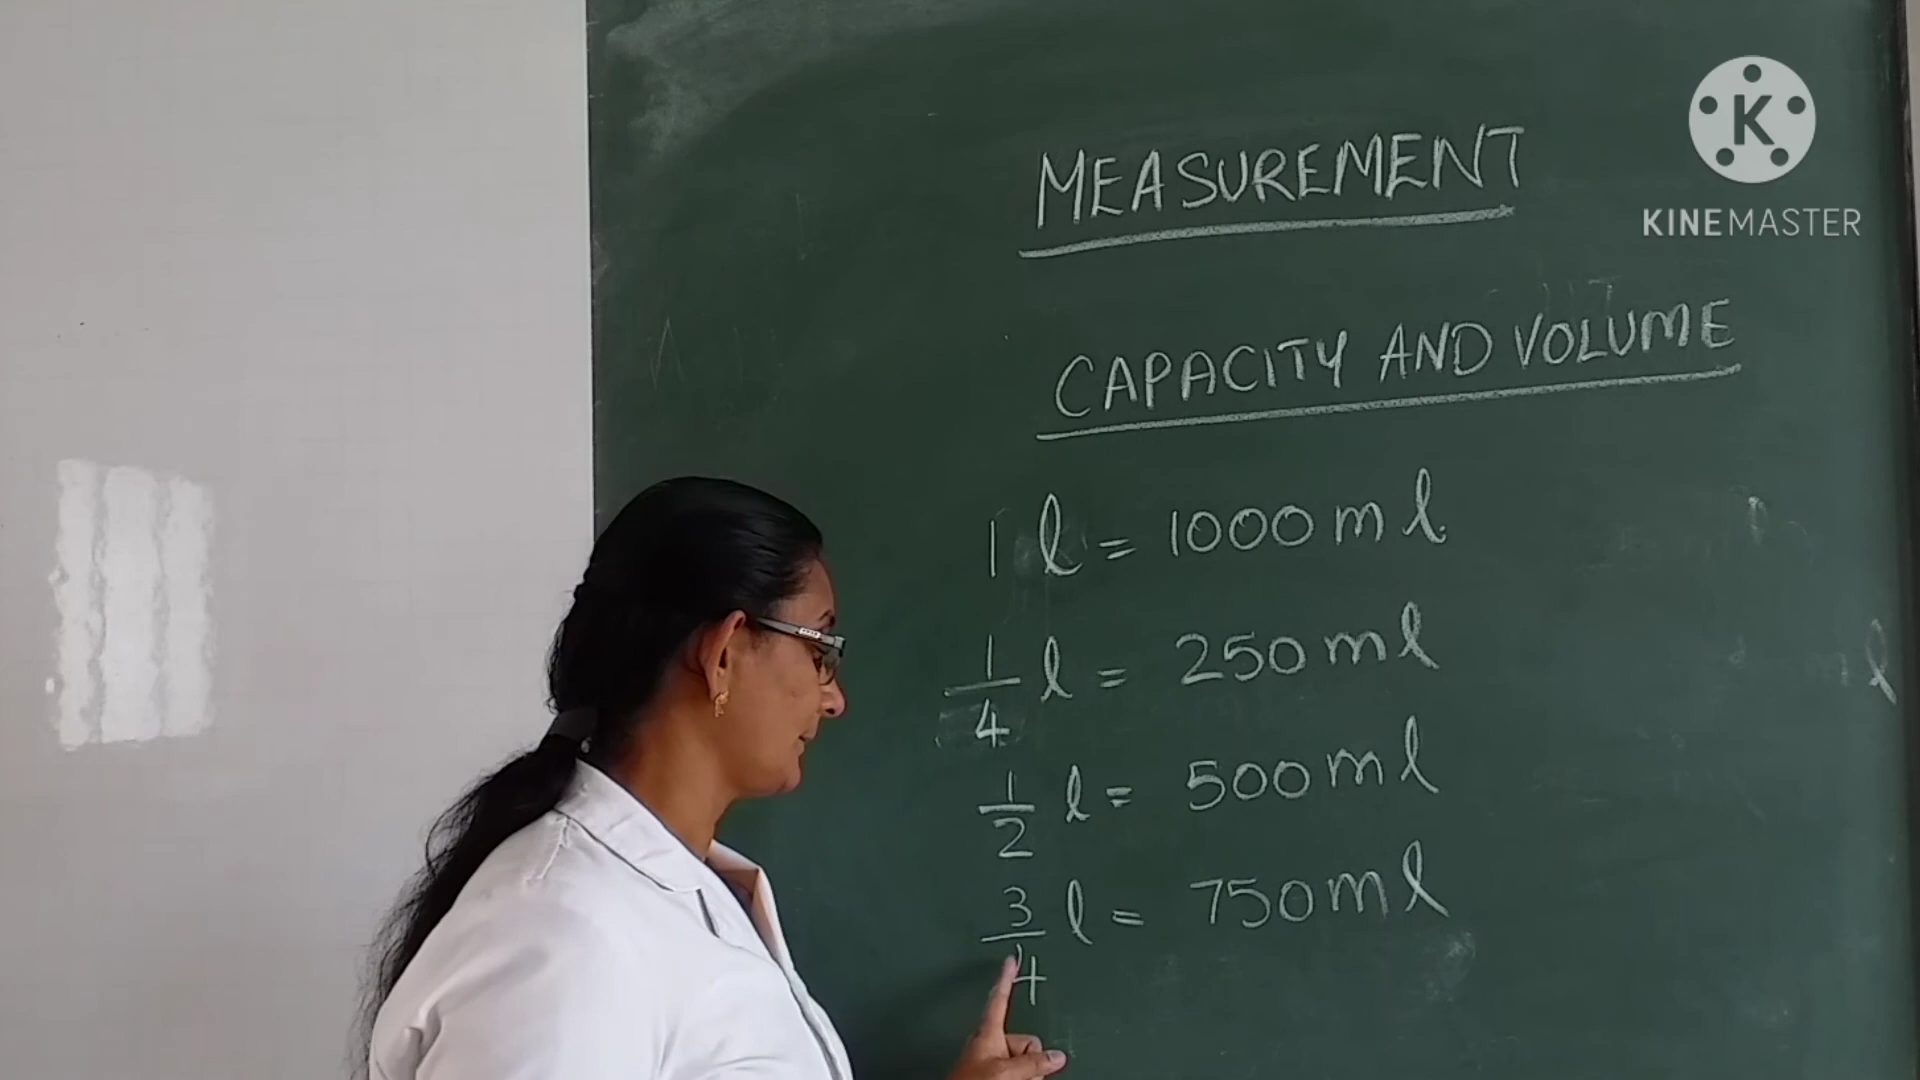 MEASUREMENT
K
KINEMASTER
CAPACITY AND VOLUME
1 l = 1000 ml
1/4 l = 250 ml
1/2 l = 500 ml
3/4 l = 750 ml
l